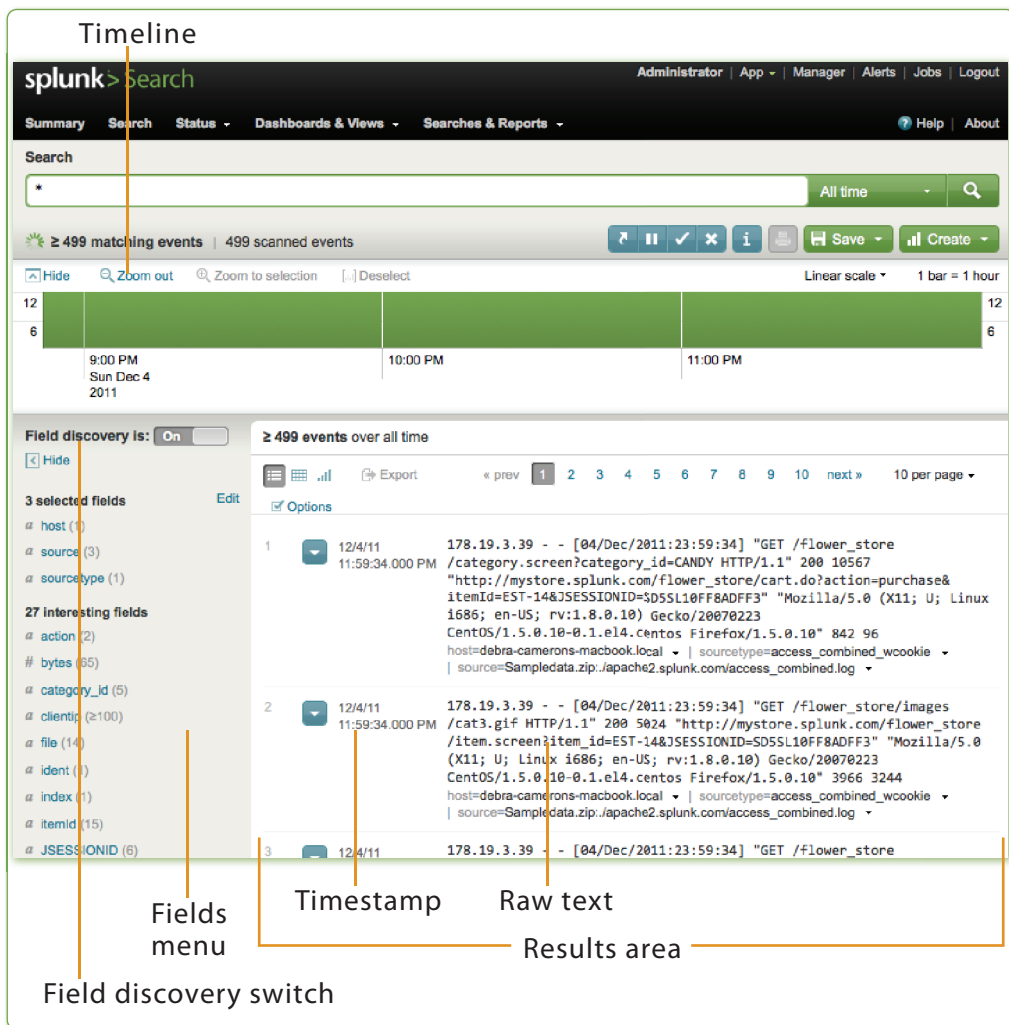 Timeline
splunk> Search
Administrator | App | Manager | Alerts | Jobs | Logout
Summary Search Status Dashboards & Views Searches & Reports
? Help | About
Search
*
All time
≥ 499 matching events | 499 scanned events
i
Save
Create
Hide Zoom out Zoom to selection Deselect
Linear scale 1 bar = 1 hour
12 12
6 6
9:00 PM 10:00 PM 11:00 PM
Sun Dec 4
2011
Field discovery is: On
Hide
3 selected fields Edit
a host (1)
a source (3)
a sourcetype (1)
27 interesting fields
a action (2)
# bytes (65)
a category_id (5)
a clientip (≥100)
a file (14)
a ident (1)
a index (1)
a itemId (15)
a JSESSIONID (6)
≥ 499 events over all time
Export « prev 1 2 3 4 5 6 7 8 9 10 next » 10 per page
Options
1
12/4/11
11:59:34.000 PM
178.19.3.39 - - [04/Dec/2011:23:59:34] "GET /flower_store
/category.screen?category_id=CANDY HTTP/1.1" 200 10567
"http://mystore.splunk.com/flower_store/cart.do?action=purchase&
itemId=EST-14&JSESSIONID=SD5SL10FF8ADFF3" "Mozilla/5.0 (X11; U; Linux
i686; en-US; rv:1.8.0.10) Gecko/20070223
CentOS/1.5.0.10-0.1.el4.centos Firefox/1.5.0.10" 842 96
host=debra-camerons-macbook.local | sourcetype=access_combined_wcookie
| source=Sampledata.zip:./apache2.splunk.com/access_combined.log
2
12/4/11
11:59:34.000 PM
178.19.3.39 - - [04/Dec/2011:23:59:34] "GET /flower_store/images
/cat3.gif HTTP/1.1" 200 5024 "http://mystore.splunk.com/flower_store
/item.screen?item_id=EST-14&JSESSIONID=SD5SL10FF8ADFF3" "Mozilla/5.0
(X11; U; Linux i686; en-US; rv:1.8.0.10) Gecko/20070223
CentOS/1.5.0.10-0.1.el4.centos Firefox/1.5.0.10" 3966 3244
host=debra-camerons-macbook.local | sourcetype=access_combined_wcookie
| source=Sampledata.zip:./apache2.splunk.com/access_combined.log
3
12/4/11
178.19.3.39 - - [04/Dec/2011:23:59:34] "GET /flower_store
Timestamp
Raw text
Fields
menu
Results area
Field discovery switch